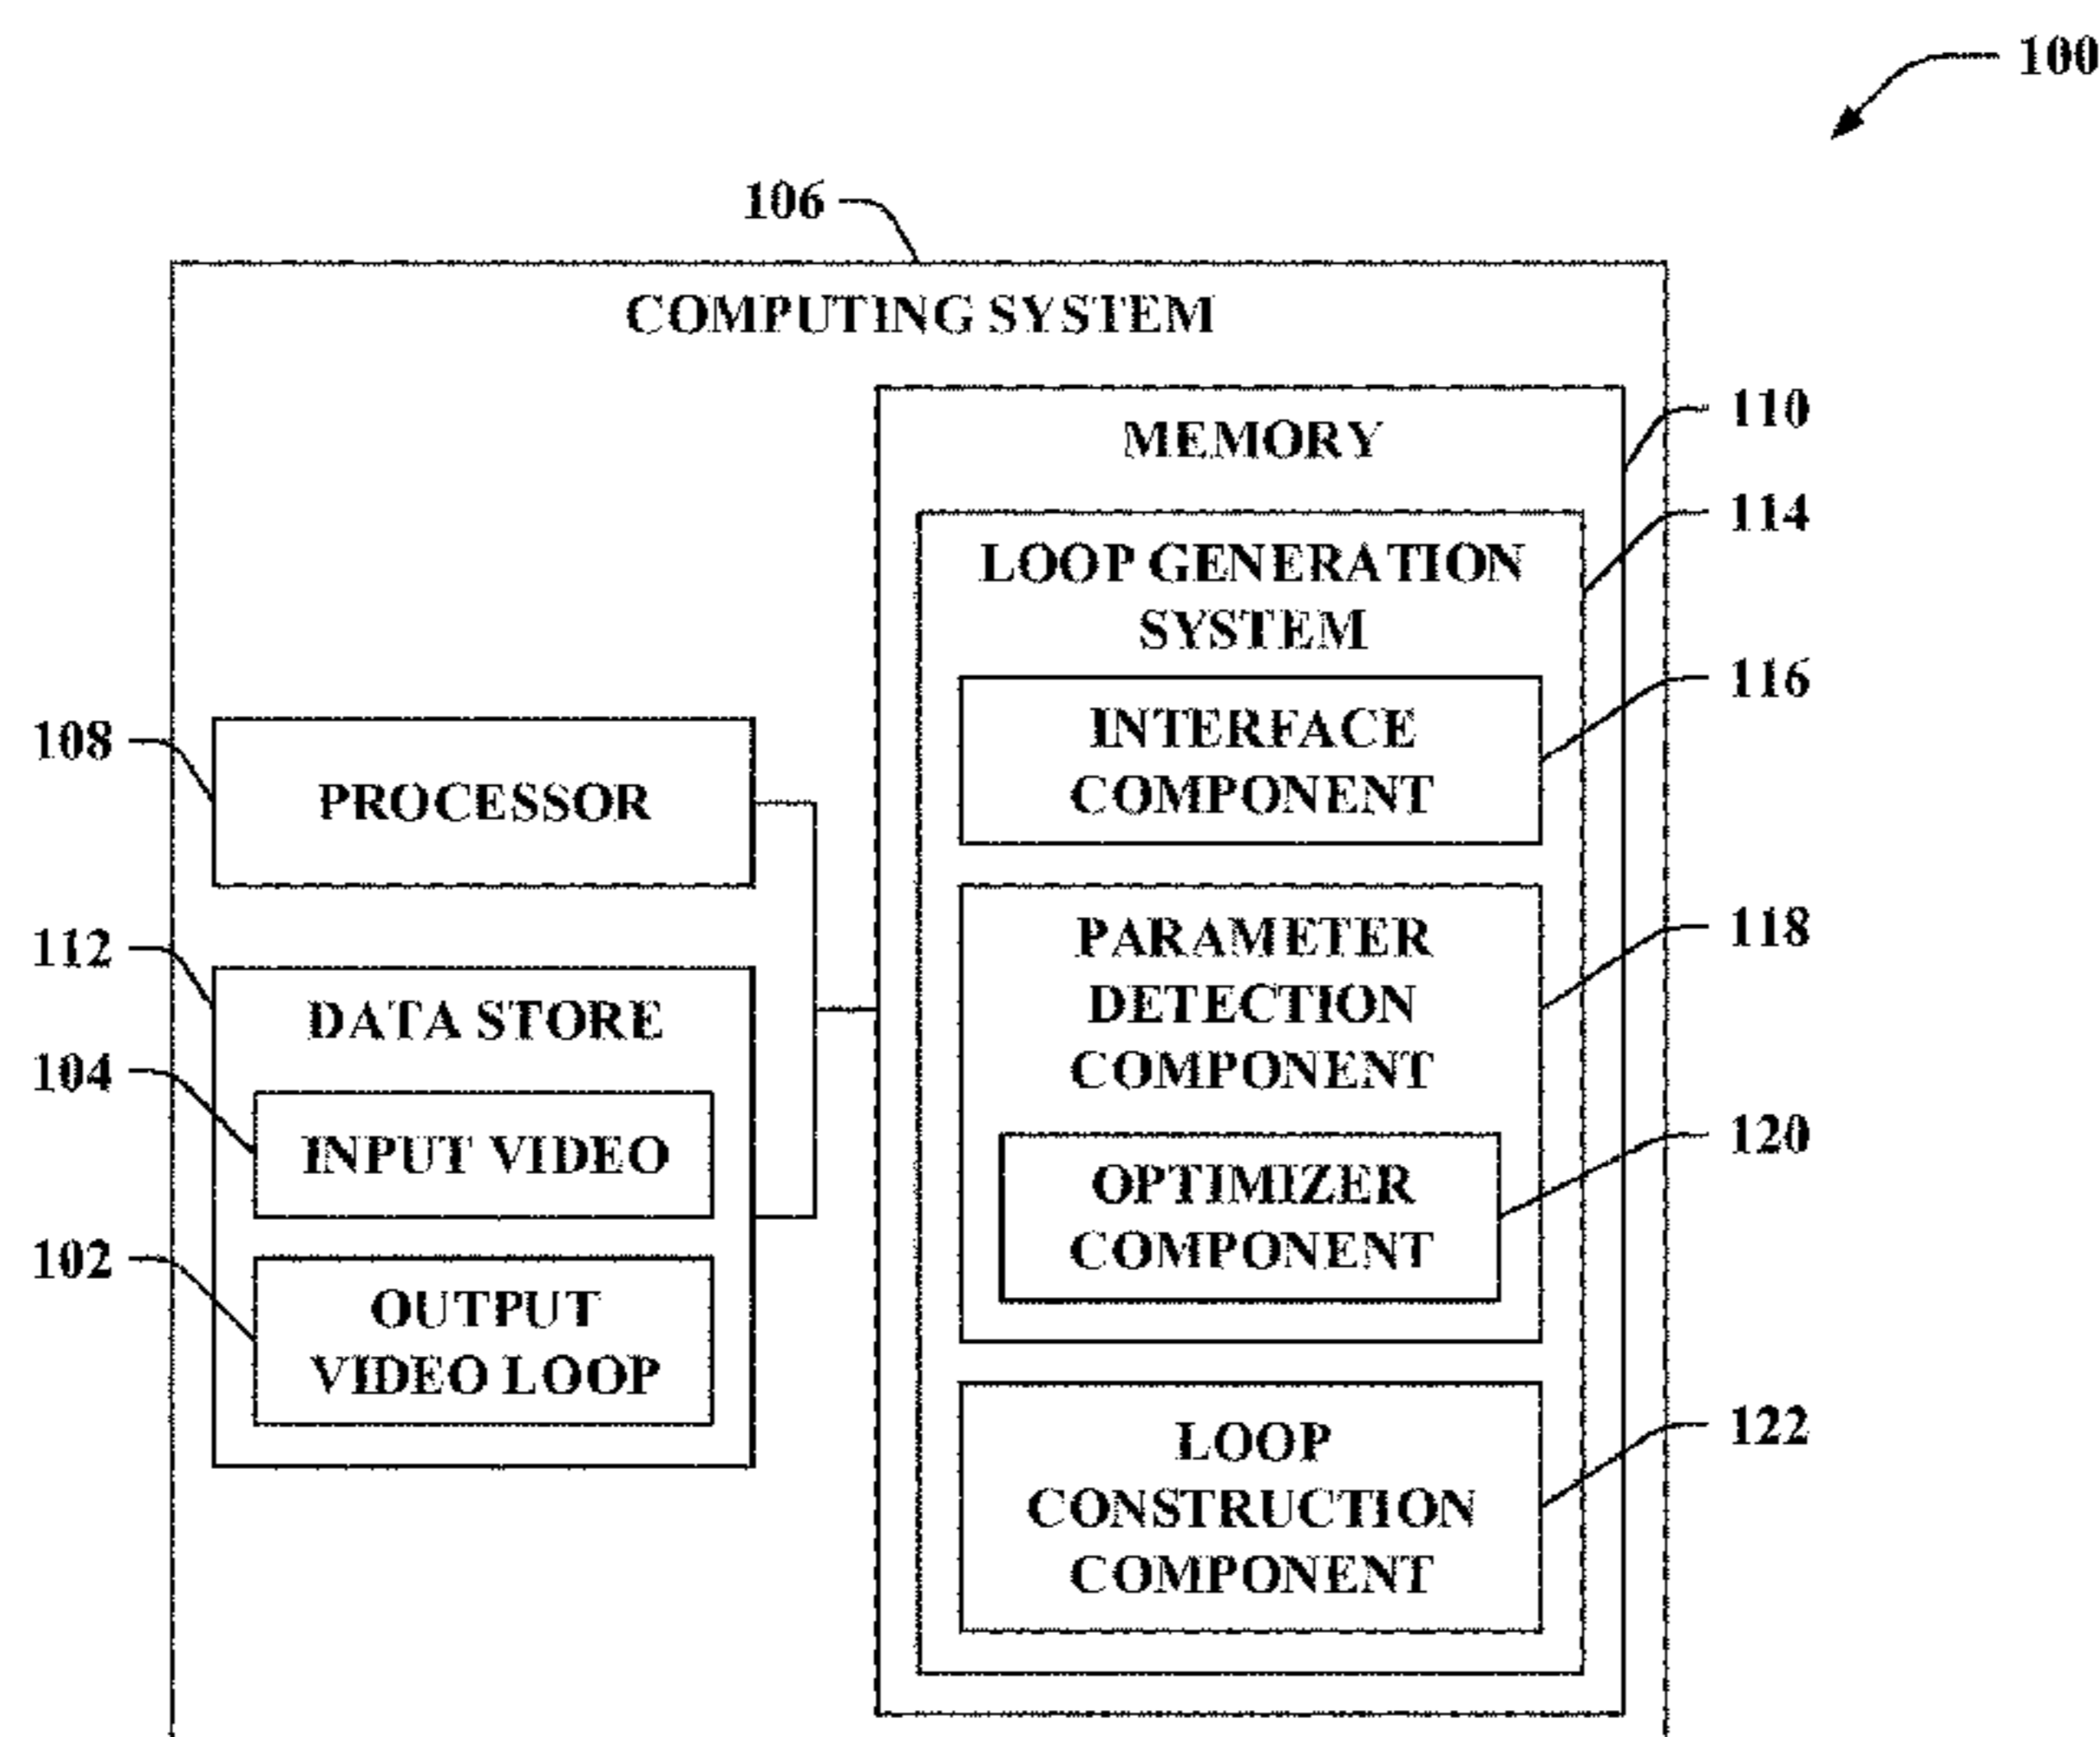 100
106
COMPUTING SYSTEM
110
MEMORY
114
LOOP GENERATION
SYSTEM
116
INTERFACE
COMPONENT
108
PROCESSOR
118
PARAMETER
DETECTION
COMPONENT
112
DATA STORE
104
INPUT VIDEO
120
OPTIMIZER
COMPONENT
102
OUTPUT
VIDEO LOOP
122
LOOP
CONSTRUCTION
COMPONENT